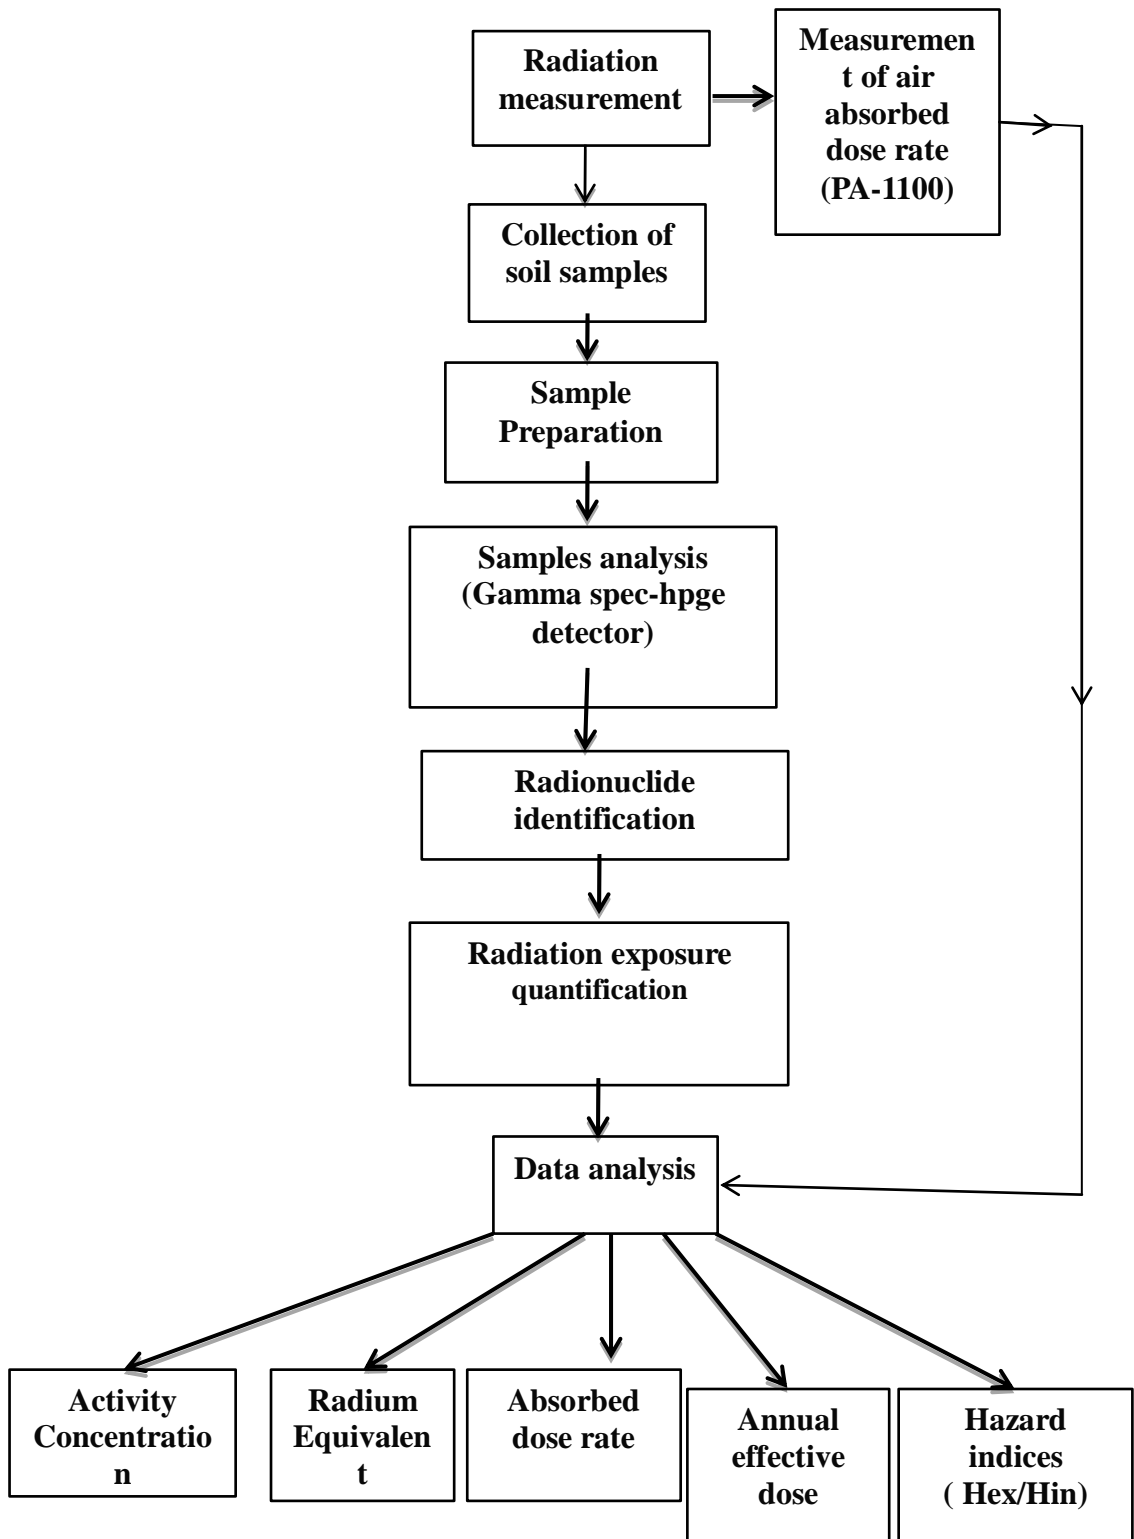 Radiation
measurement
Measuremen
t of air
absorbed
dose rate
(PA-1100)
Collection of
soil samples
Sample
Preparation
Samples analysis
(Gamma spec-hpge
detector)
Radionuclide
identification
Radiation exposure
quantification
Data analysis
Activity
Concentratio
n
Radium
Equivalen
t
Absorbed
dose rate
Annual
effective
dose
Hazard
indices
( Hex/Hin)